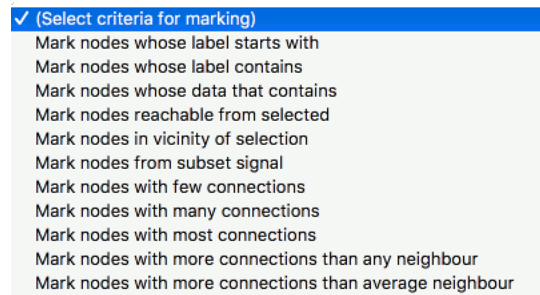 ✓ (Select criteria for marking)
Mark nodes whose label starts with
Mark nodes whose label contains
Mark nodes whose data that contains
Mark nodes reachable from selected
Mark nodes in vicinity of selection
Mark nodes from subset signal
Mark nodes with few connections
Mark nodes with many connections
Mark nodes with most connections
Mark nodes with more connections than any neighbour
Mark nodes with more connections than average neighbour